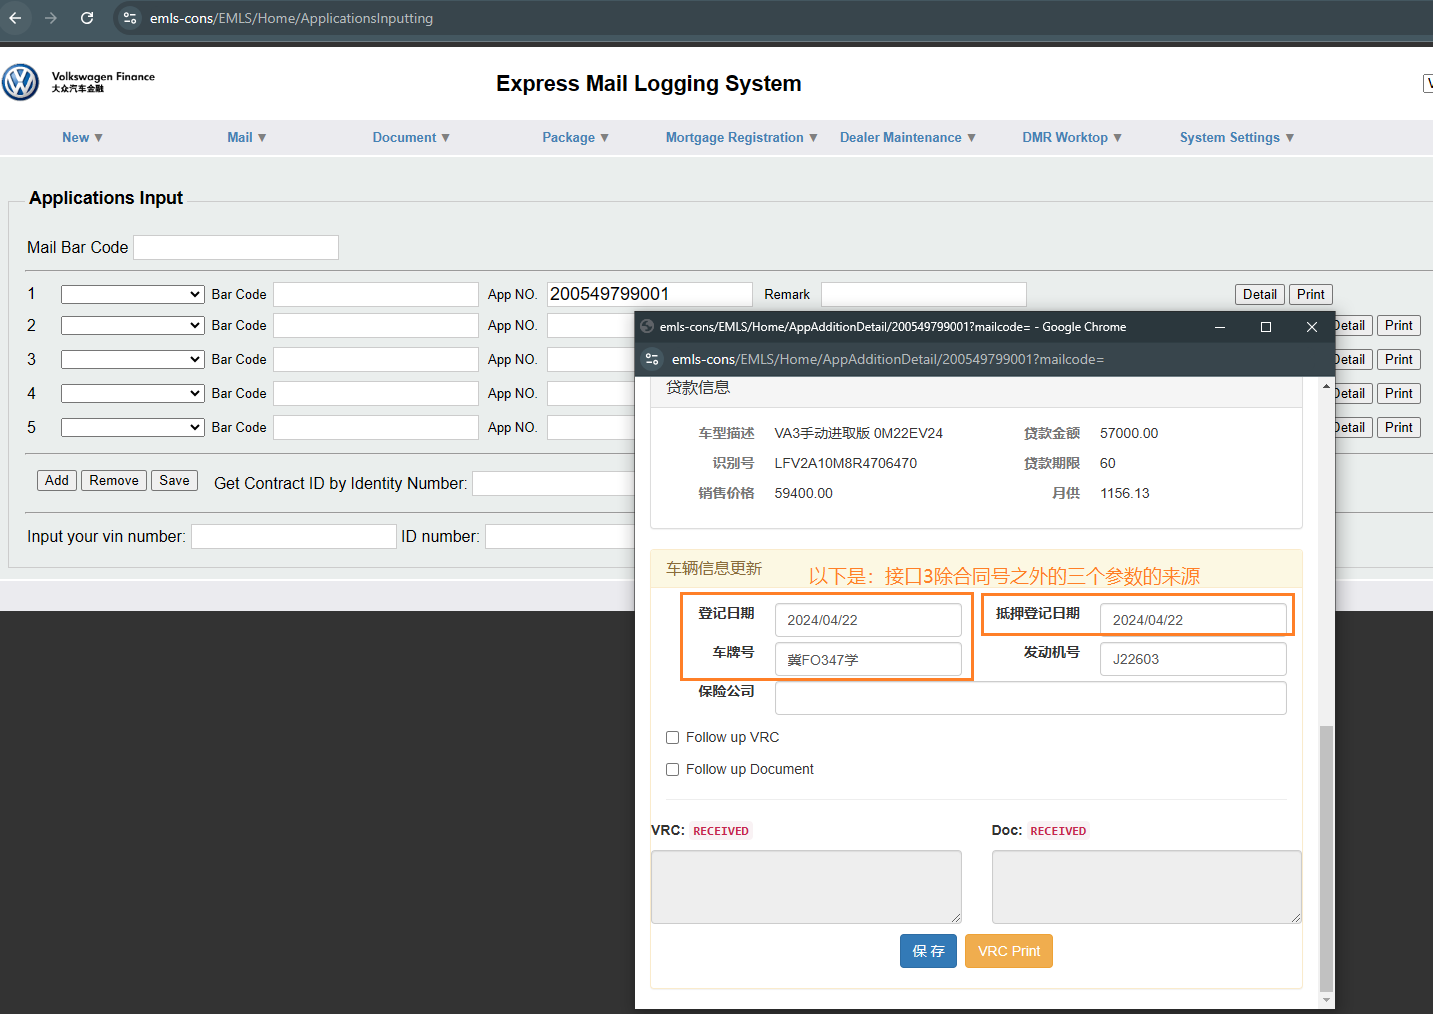 emls-cons/EMLS/Home/ApplicationsInputting
Volkswagen Finance
大众汽车金融
Express Mail Logging System
New ▼ Mail ▼ Document ▼ Package ▼ Mortgage Registration ▼ Dealer Maintenance ▼ DMR Worktop ▼ System Settings ▼
Applications Input
Mail Bar Code
1 Bar Code App NO. 200549799001 Remark Detail Print
2 Bar Code App NO. Detail Print
3 Bar Code App NO. Detail Print
4 Bar Code App NO. Detail Print
5 Bar Code App NO. Detail Print
Add Remove Save Get Contract ID by Identity Number:
Input your vin number: ID number:
emls-cons/EMLS/Home/AppAdditionDetail/200549799001?mailcode= - Google Chrome
emls-cons/EMLS/Home/AppAdditionDetail/200549799001?mailcode=
贷款信息
车型描述 VA3手动进取版 0M22EV24 贷款金额 57000.00
识别号 LFV2A10M8R4706470 贷款期限 60
销售价格 59400.00 月供 1156.13
车辆信息更新 以下是：接口3除合同号之外的三个参数的来源
登记日期 2024/04/22 抵押登记日期 2024/04/22
车牌号 冀FO347学 发动机号 J22603
保险公司
Follow up VRC
Follow up Document
VRC: RECEIVED Doc: RECEIVED
保 存 VRC Print